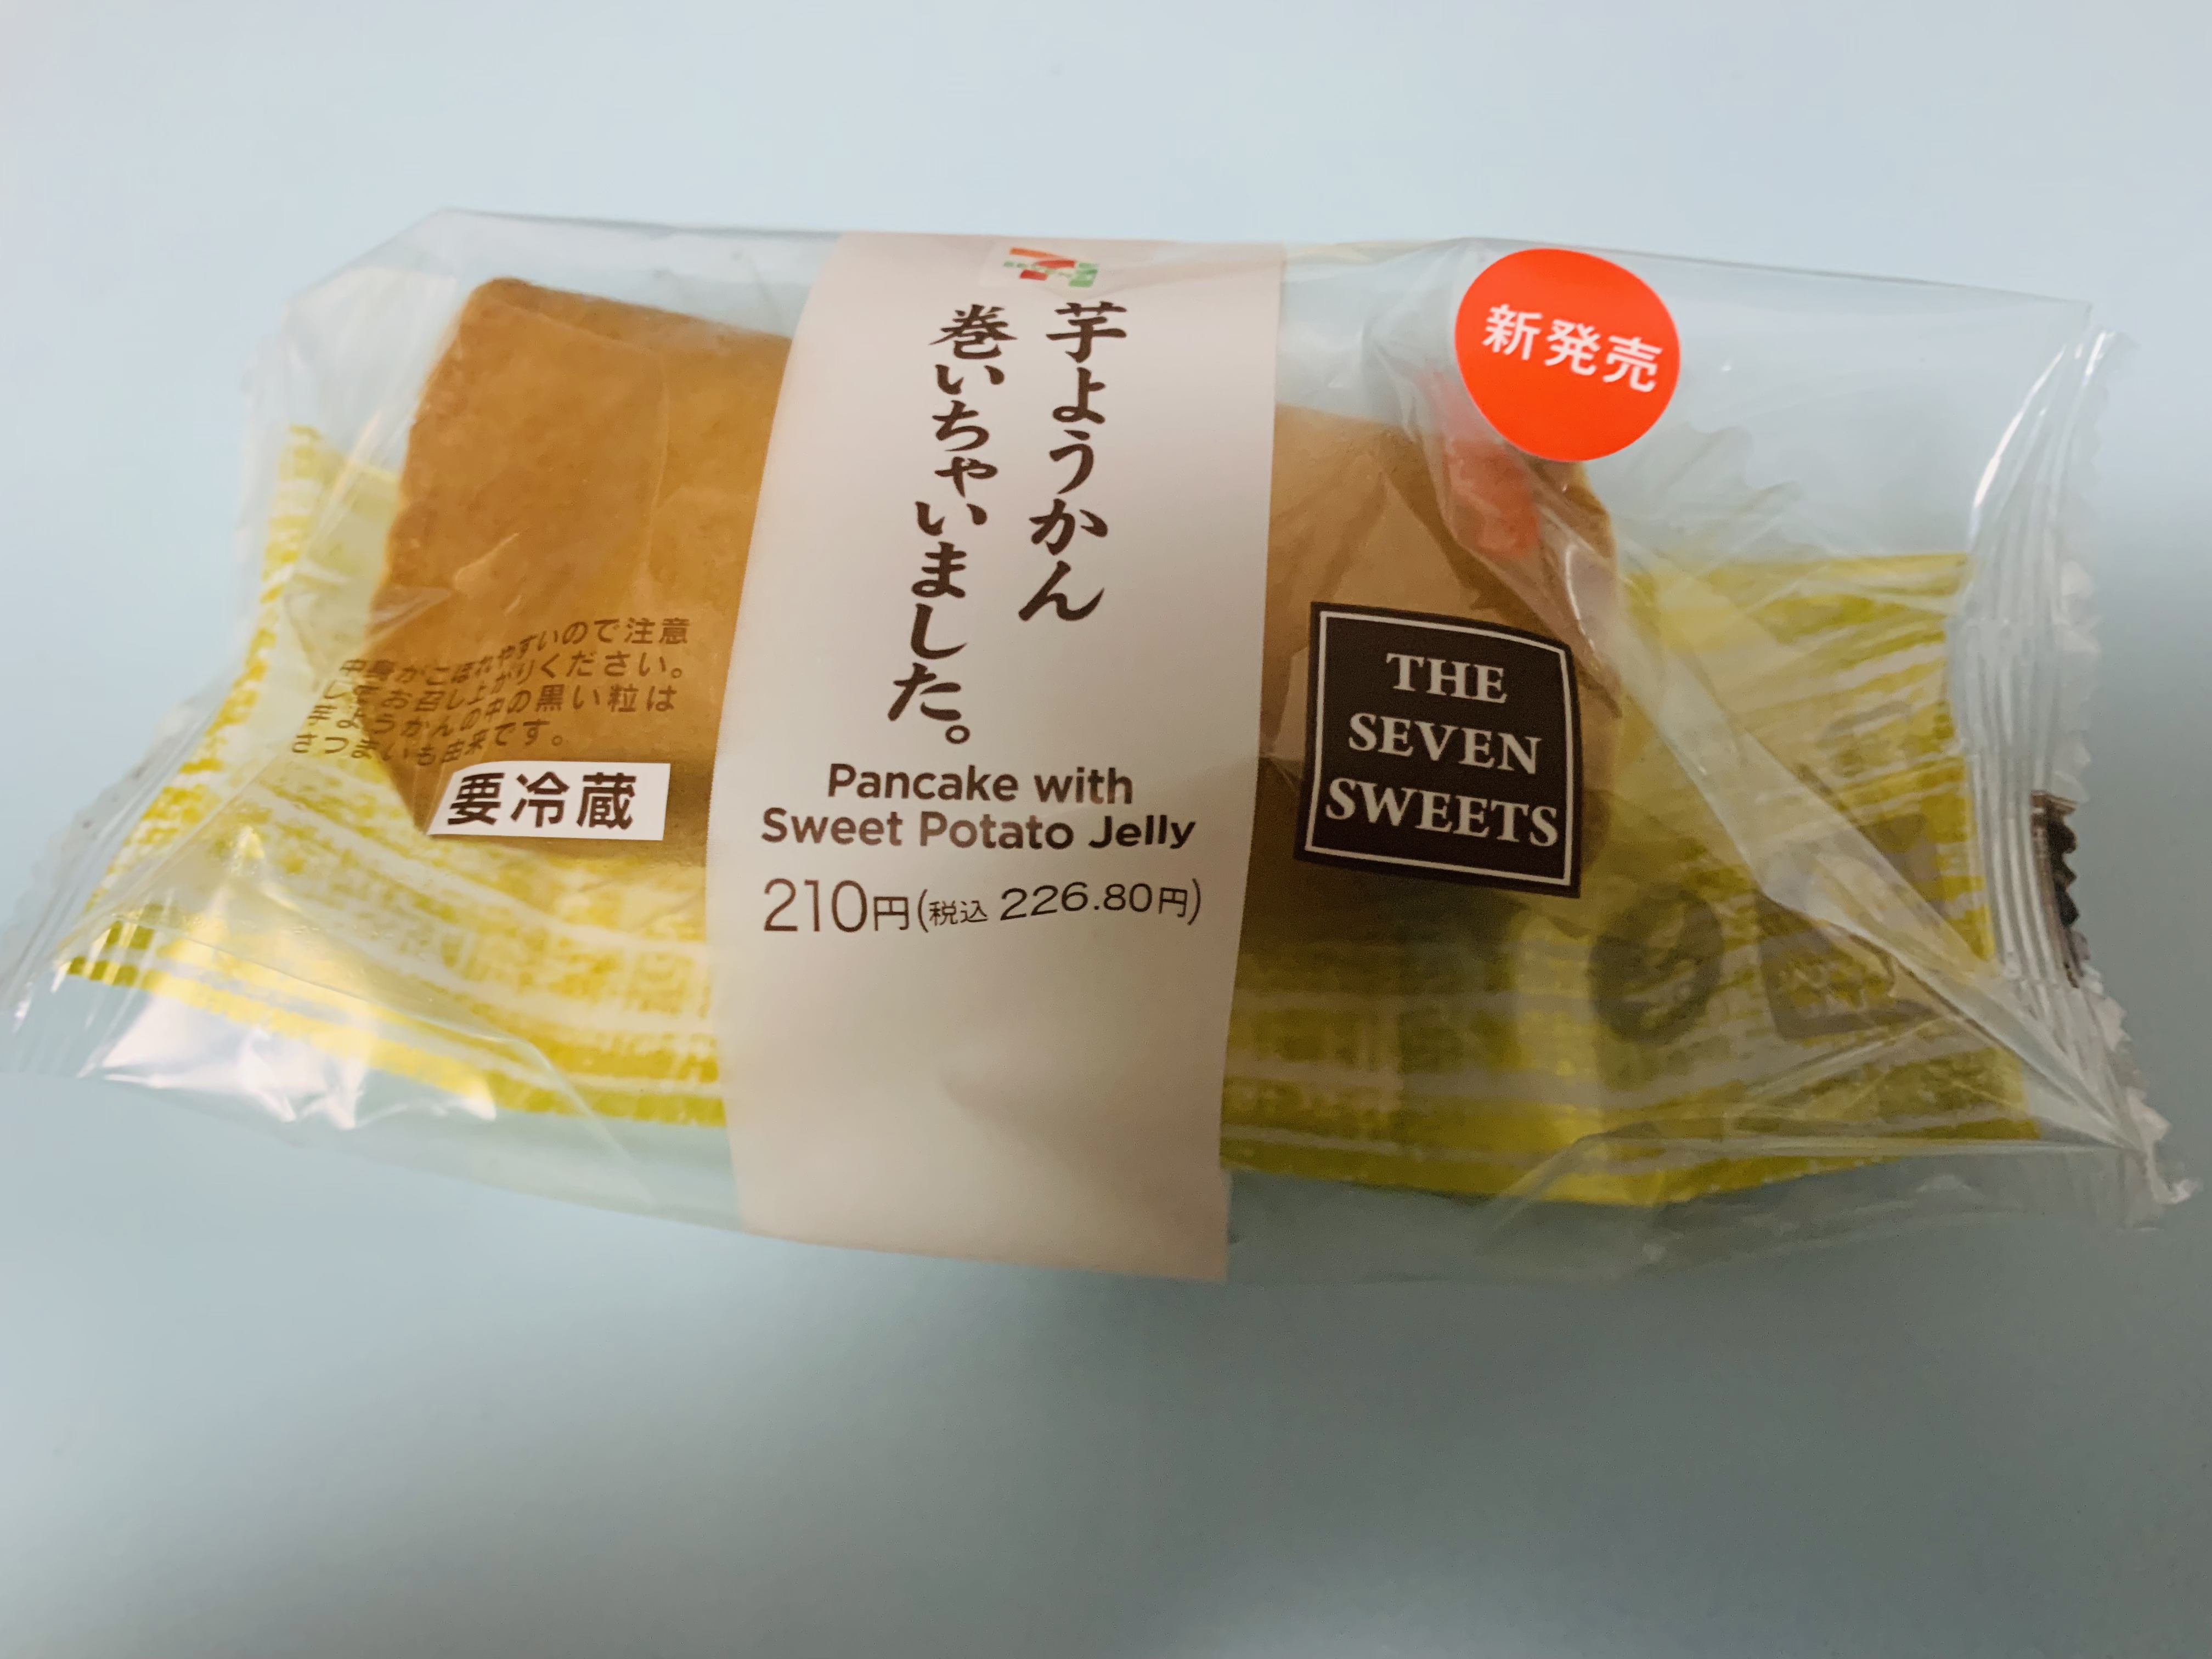 芋ようかん
巻いちゃいました。
Pancake with
Sweet Potato Jelly
210円(税込 226.80円)
新発売
THE
SEVEN
SWEETS
中身がこぼれやすいので注意
してお召し上がりください。
芋ようかんの中の黒い粒は
さつまいも由来です。
要冷蔵